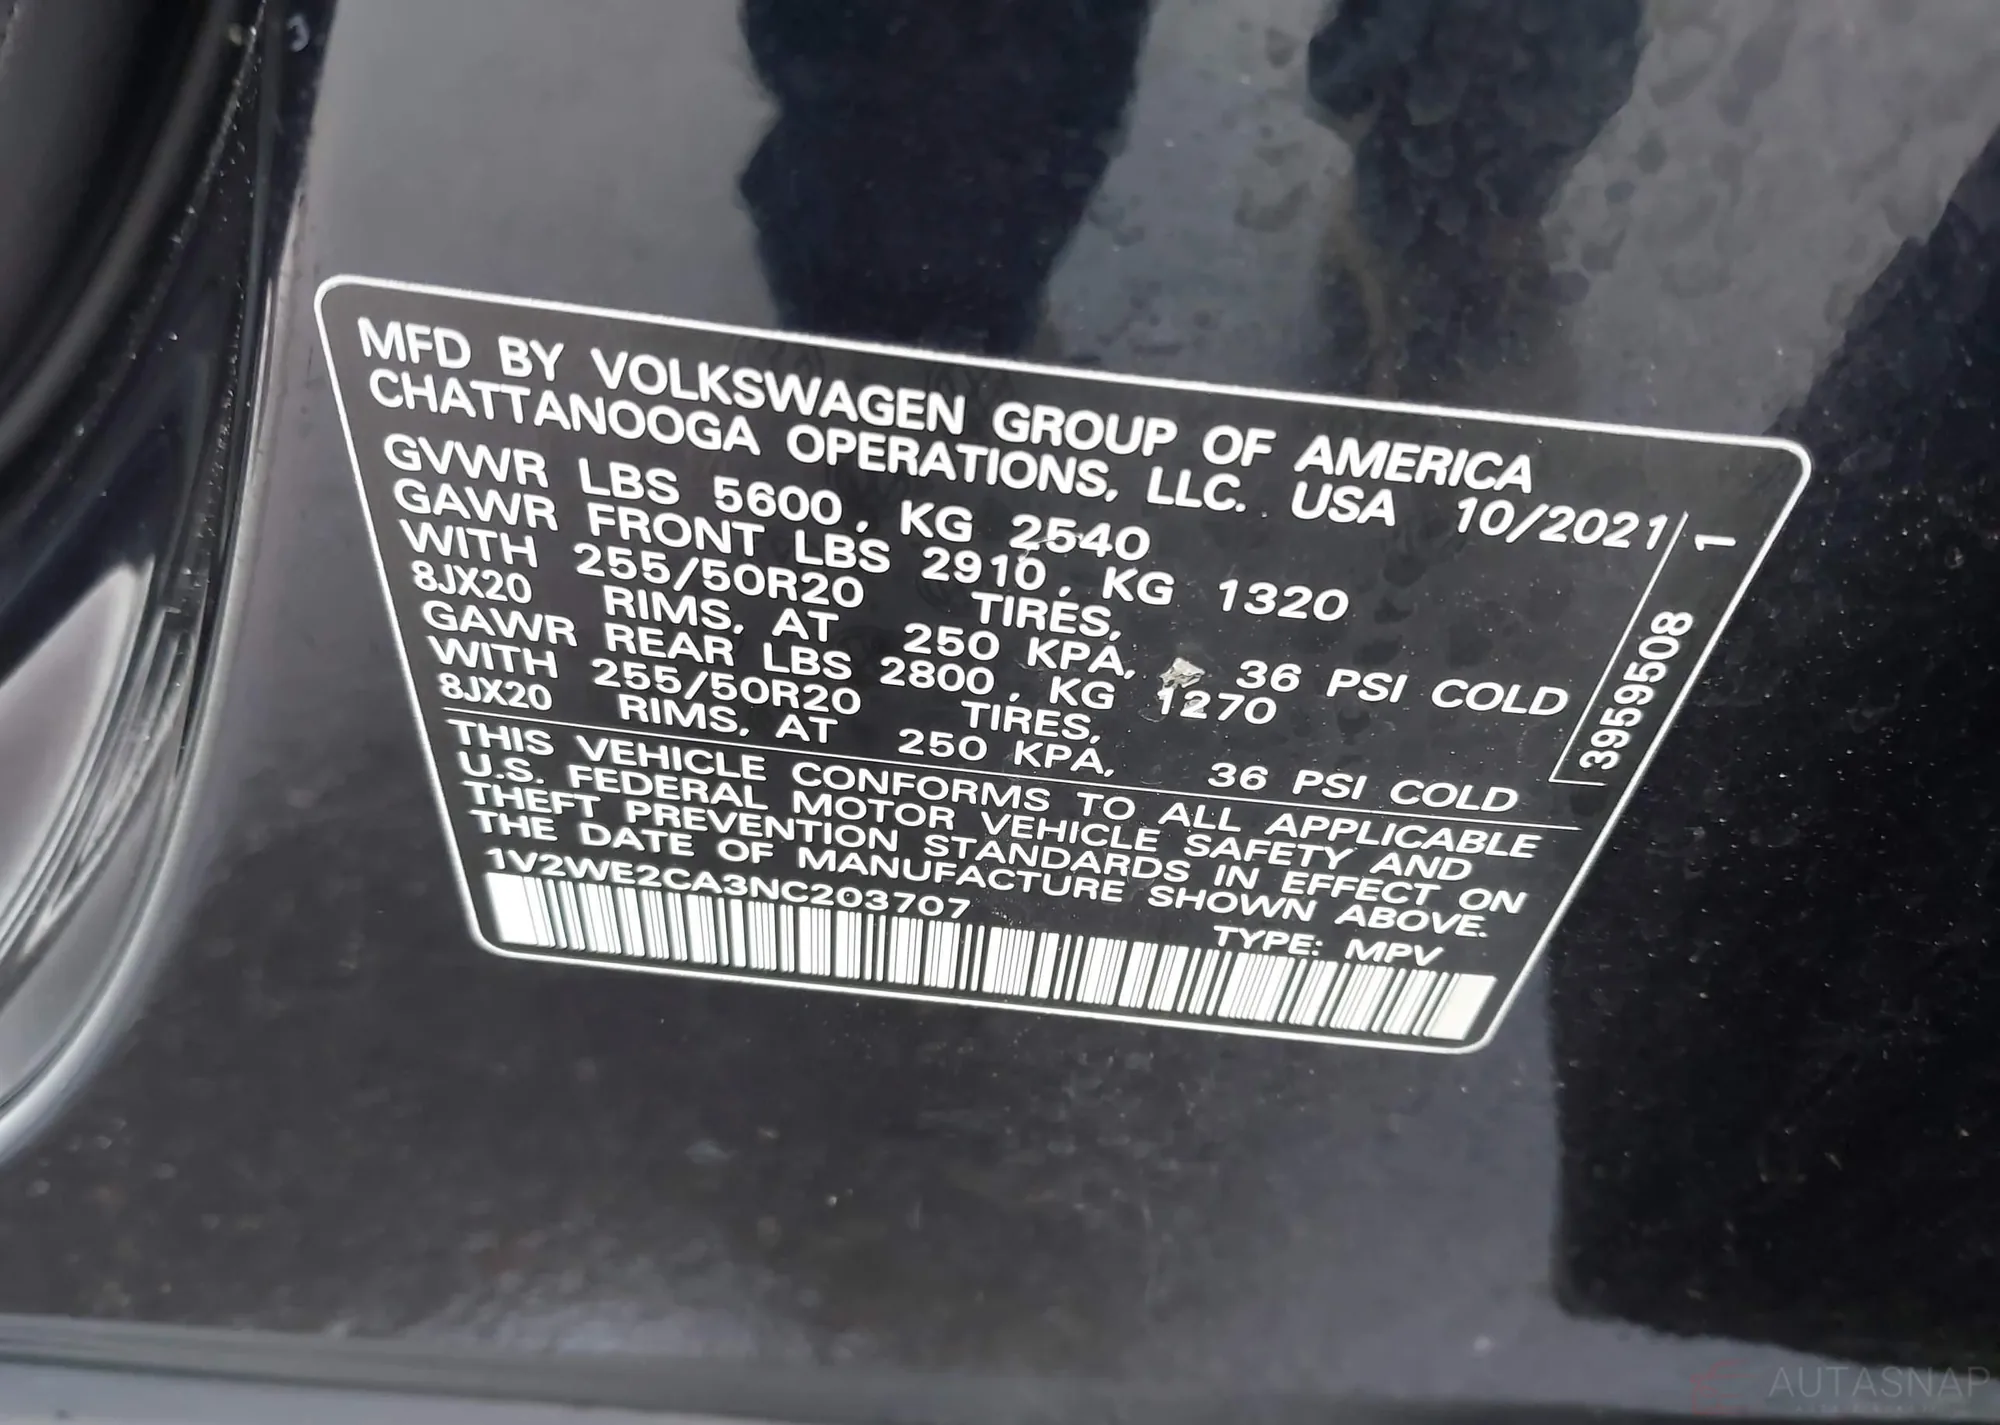 MFD BY VOLKSWAGEN GROUP OF AMERICA
CHATTANOOGA OPERATIONS, LLC. USA 10/2021
GVWR LBS 5600, KG 2540
GAWR FRONT LBS 2910, KG 1320
WITH 255/50R20 TIRES,
8JX20 RIMS, AT 250 KPA, 36 PSI COLD
GAWR REAR LBS 2800, KG 1270
WITH 255/50R20 TIRES,
8JX20 RIMS, AT 250 KPA, 36 PSI COLD
THIS VEHICLE CONFORMS TO ALL APPLICABLE
U.S. FEDERAL MOTOR VEHICLE SAFETY AND
THEFT PREVENTION STANDARDS IN EFFECT ON
THE DATE OF MANUFACTURE SHOWN ABOVE.
1V2WE2CA3NC203707
TYPE: MPV
3959508 1
AUTASNAP